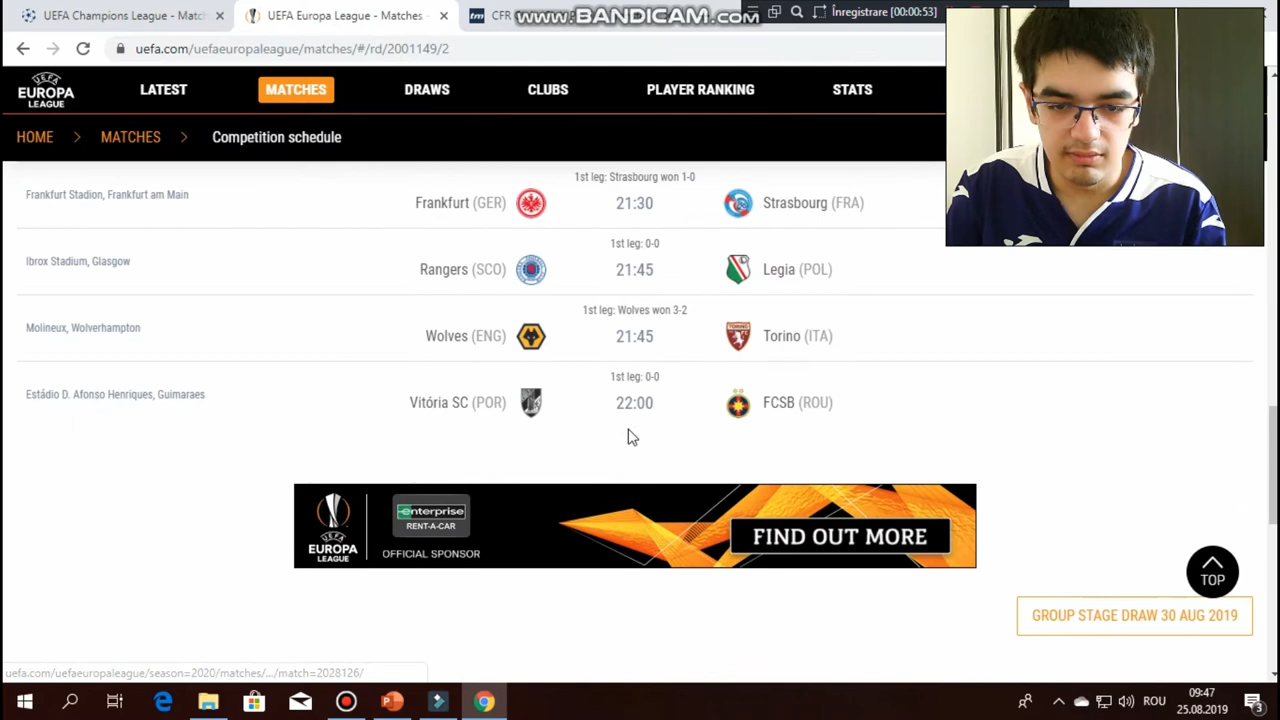 UEFA Champions League - Matc
UEFA Europa League - Matches
tm CFR
www.BANDICAM.com
Înregistrare [00:00:53]
uefa.com/uefaeuropaleague/matches/#/rd/2001149/2
UEFA
EUROPA
LEAGUE
LATEST
MATCHES
DRAWS
CLUBS
PLAYER RANKING
STATS
HOME > MATCHES > Competition schedule
1st leg: Strasbourg won 1-0
Frankfurt Stadion, Frankfurt am Main
Frankfurt (GER) 21:30 Strasbourg (FRA)
1st leg: 0-0
Ibrox Stadium, Glasgow
Rangers (SCO) 21:45 Legia (POL)
1st leg: Wolves won 3-2
Molineux, Wolverhampton
Wolves (ENG) 21:45 Torino (ITA)
1st leg: 0-0
Estádio D. Afonso Henriques, Guimaraes
Vitória SC (POR) 22:00 FCSB (ROU)
UEFA
EUROPA
LEAGUE
enterprise
RENT-A-CAR
OFFICIAL SPONSOR
FIND OUT MORE
TOP
GROUP STAGE DRAW 30 AUG 2019
uefa.com/uefaeuropaleague/season=2020/matches/.../match=2028126/
ROU
09:47
25.08.2019
3